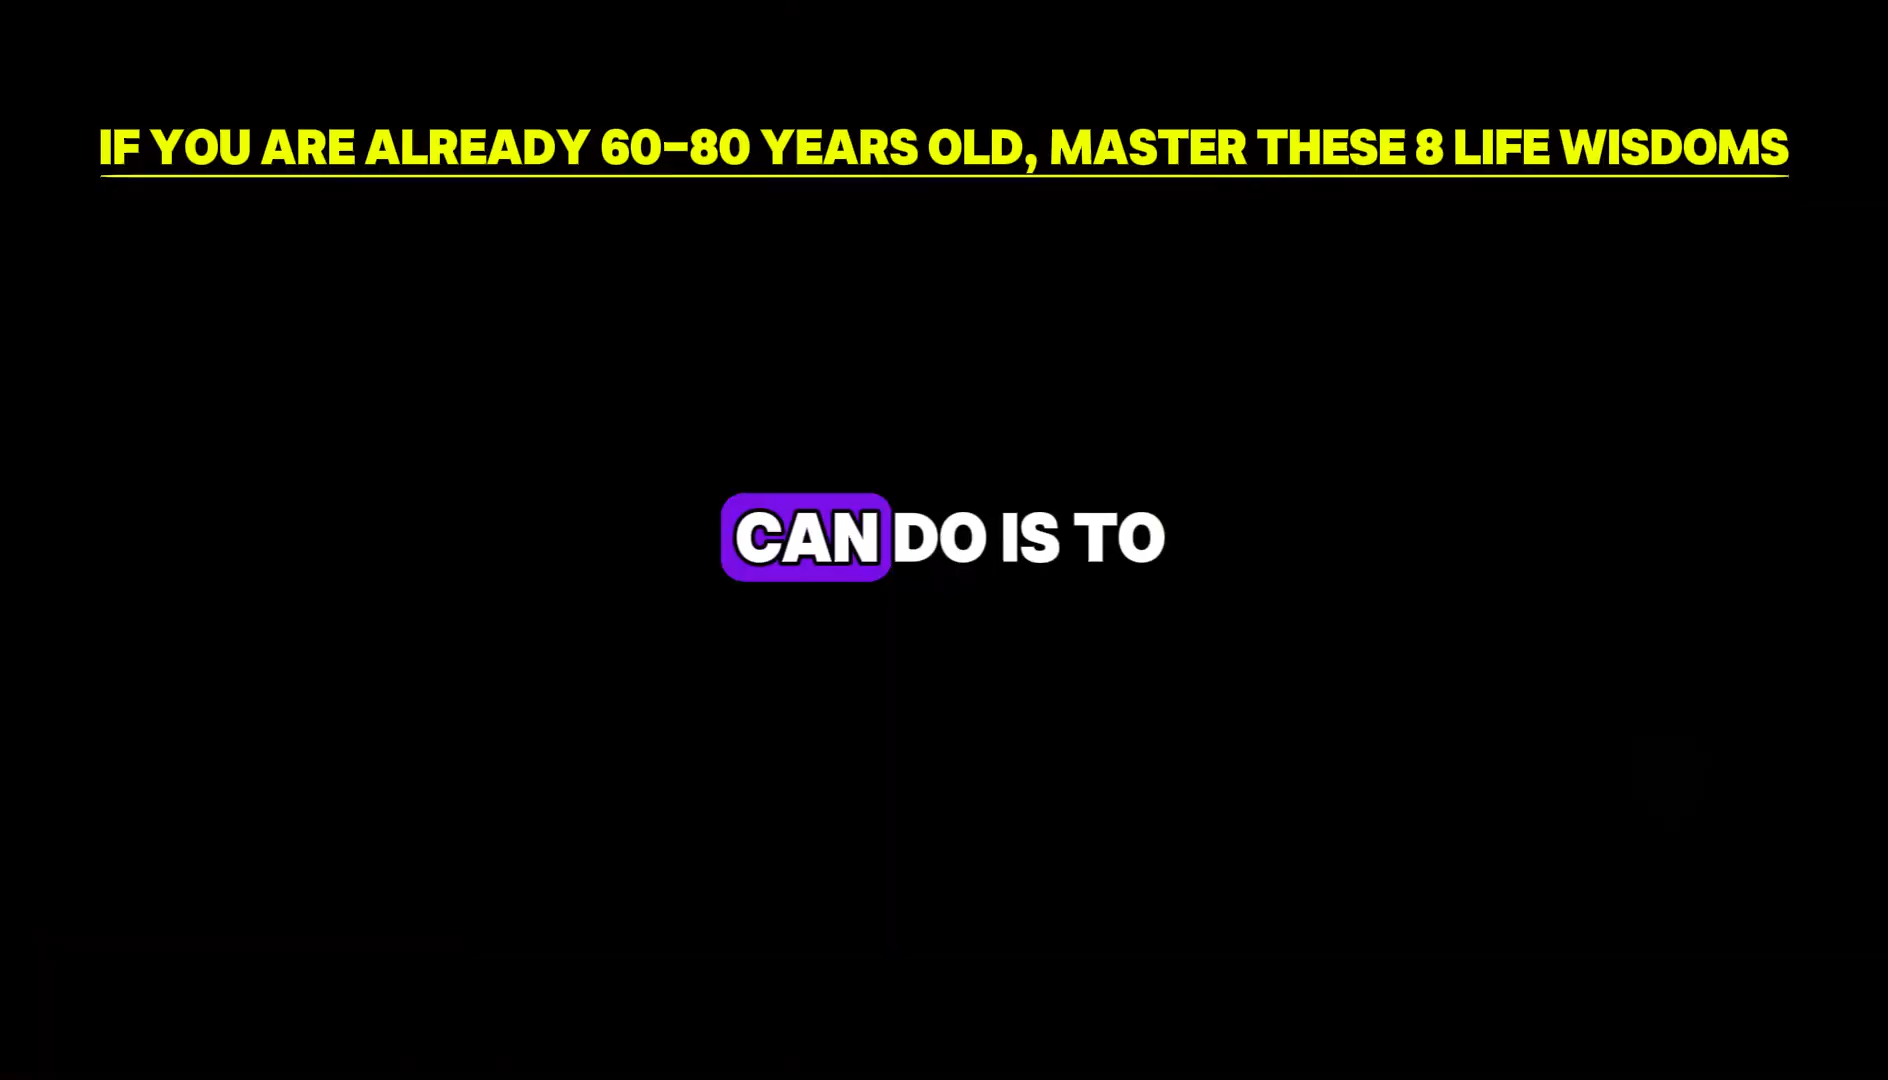 IF YOU ARE ALREADY 60-80 YEARS OLD, MASTER THESE 8 LIFE WISDOMS
CAN DO IS TO